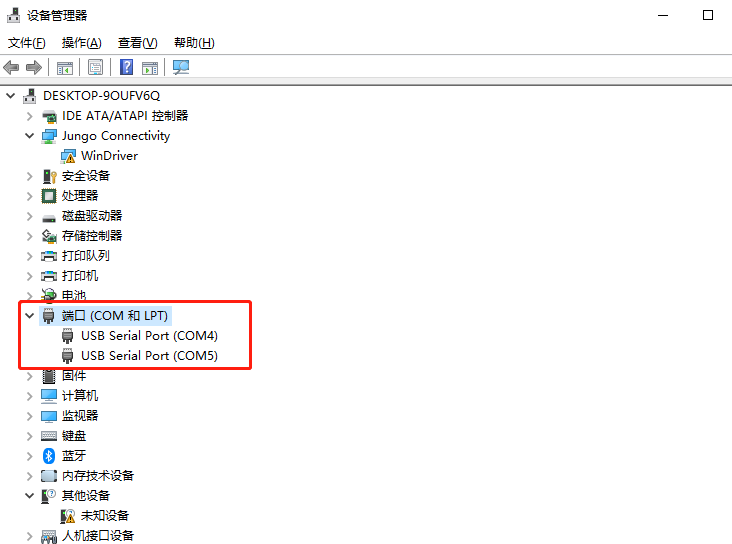 设备管理器
文件(F) 操作(A) 查看(V) 帮助(H)
DESKTOP-9OUFV6Q
IDE ATA/ATAPI 控制器
Jungo Connectivity
WinDriver
安全设备
处理器
磁盘驱动器
存储控制器
打印队列
打印机
电池
端口 (COM 和 LPT)
USB Serial Port (COM4)
USB Serial Port (COM5)
固件
计算机
监视器
键盘
蓝牙
内存技术设备
其他设备
未知设备
人机接口设备